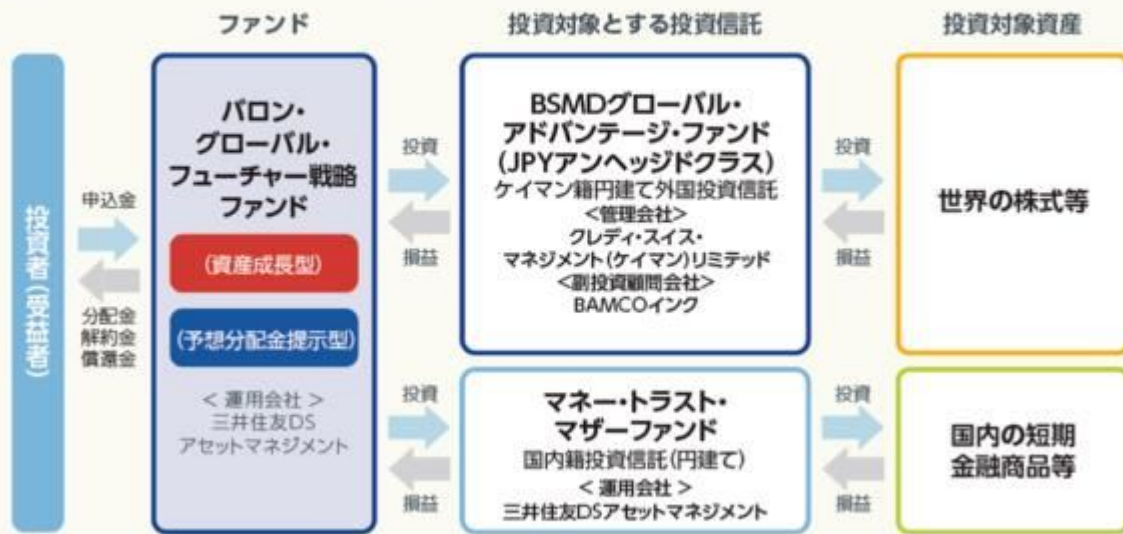 ファンド
投資対象とする投資信託
投資対象資産
投資者(受益者)
申込金
分配金
解約金
償還金
バロン・
グローバル・
フューチャー戦略
ファンド
(資産成長型)
(予想分配金提示型)
< 運用会社 >
三井住友DS
アセットマネジメント
投資
損益
BSMDグローバル・
アドバンテージ・ファンド
(JPYアンヘッジドクラス)
ケイマン籍円建て外国投資信託
<管理会社>
クレディ・スイス・
マネジメント(ケイマン)リミテッド
<副投資顧問会社>
BAMCOインク
投資
損益
世界の株式等
投資
損益
マネー・トラスト・
マザーファンド
国内籍投資信託(円建て)
< 運用会社 >
三井住友DSアセットマネジメント
投資
損益
国内の短期
金融商品等